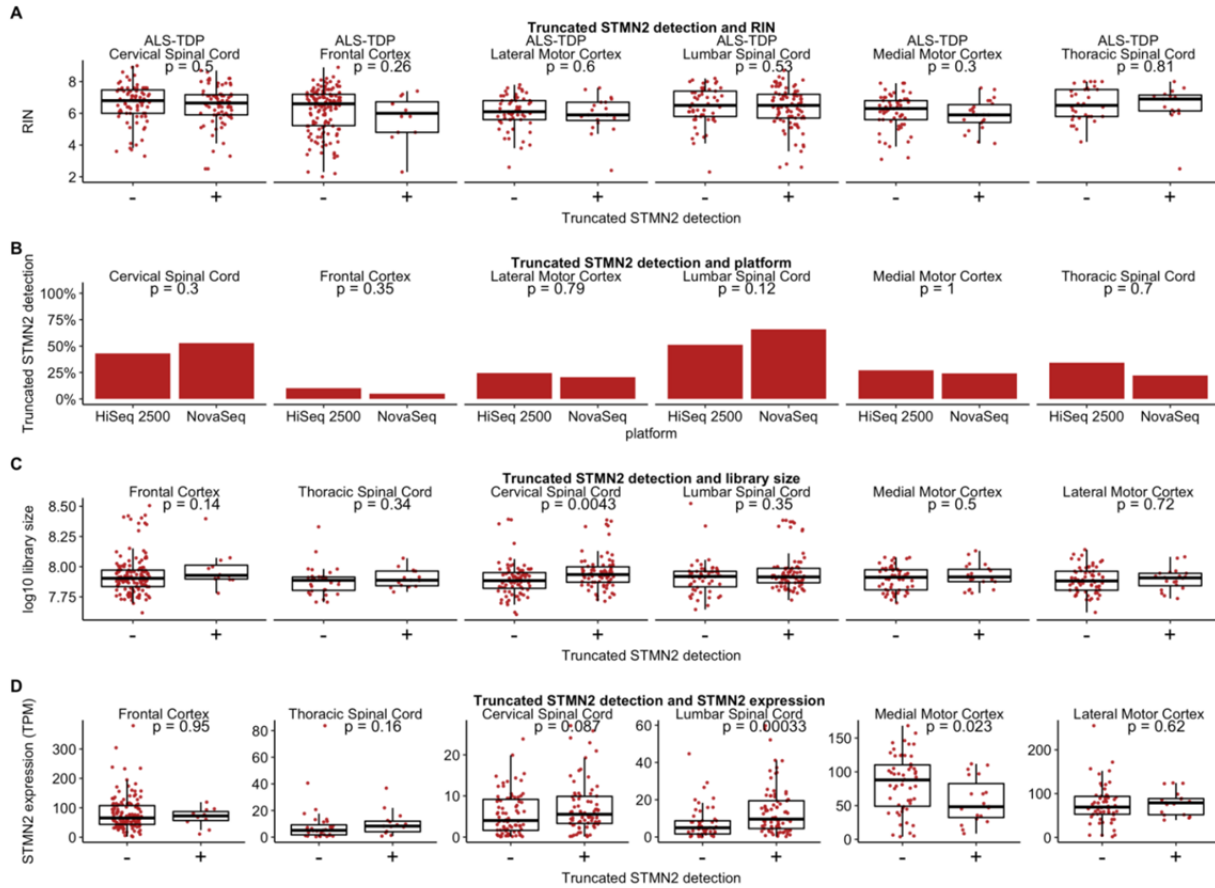 A
Truncated STMN2 detection and RIN
ALS-TDP ALS-TDP ALS-TDP ALS-TDP ALS-TDP ALS-TDP
Cervical Spinal Cord Frontal Cortex Lateral Motor Cortex Lumbar Spinal Cord Medial Motor Cortex Thoracic Spinal Cord
p = 0.5 p = 0.26 p = 0.6 p = 0.53 p = 0.3 p = 0.81
RIN
8
6
4
2
- + - + - + - + - + - +
Truncated STMN2 detection
B
Truncated STMN2 detection and platform
Cervical Spinal Cord Frontal Cortex Lateral Motor Cortex Lumbar Spinal Cord Medial Motor Cortex Thoracic Spinal Cord
p = 0.3 p = 0.35 p = 0.79 p = 0.12 p = 1 p = 0.7
Truncated STMN2 detection
100%
75%
50%
25%
0%
HiSeq 2500 NovaSeq HiSeq 2500 NovaSeq HiSeq 2500 NovaSeq HiSeq 2500 NovaSeq HiSeq 2500 NovaSeq HiSeq 2500 NovaSeq
platform
C
Truncated STMN2 detection and library size
Frontal Cortex Thoracic Spinal Cord Cervical Spinal Cord Lumbar Spinal Cord Medial Motor Cortex Lateral Motor Cortex
p = 0.14 p = 0.34 p = 0.0043 p = 0.35 p = 0.5 p = 0.72
log10 library size
8.50
8.25
8.00
7.75
- + - + - + - + - + - +
Truncated STMN2 detection
D
Truncated STMN2 detection and STMN2 expression
Frontal Cortex Thoracic Spinal Cord Cervical Spinal Cord Lumbar Spinal Cord Medial Motor Cortex Lateral Motor Cortex
p = 0.95 p = 0.16 p = 0.087 p = 0.00033 p = 0.023 p = 0.62
STMN2 expression (TPM)
300 80 20 60 150 200
200 60 10 40 100 100
100 40 0 20 50 0
0 20 0 0
0
- + - + - + - + - + - +
Truncated STMN2 detection